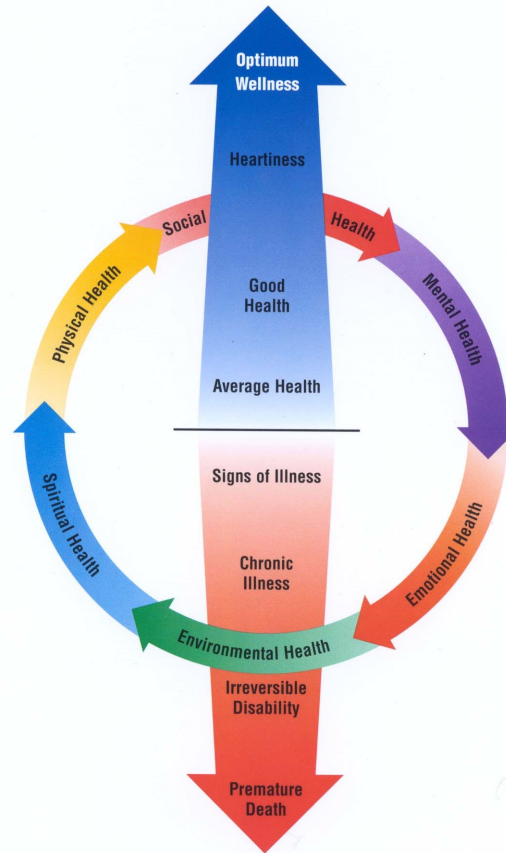 Optimum
Wellness
Heartiness
Social
Health
Physical Health
Mental Health
Good
Health
Average Health
Signs of Illness
Spiritual Health
Emotional Health
Chronic
Illness
Environmental Health
Irreversible
Disability
Premature
Death